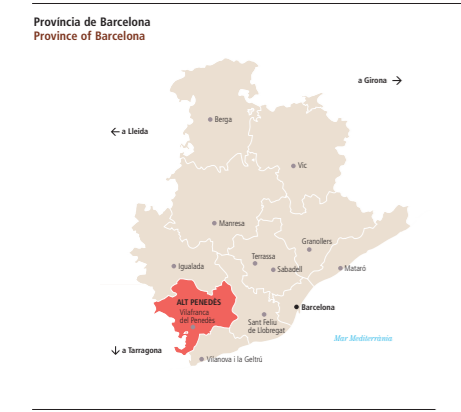 Província de Barcelona
Province of Barcelona
a Girona →
Berga
← a Lleida
Vic
Manresa
Granollers
Terrassa
Igualada
Sabadell
Mataró
ALT PENEDÈS
Vilafranca
del Penedès
Barcelona
Sant Feliu
de Llobregat
Mar Mediterrània
↓ a Tarragona
Vilanova i la Geltrú